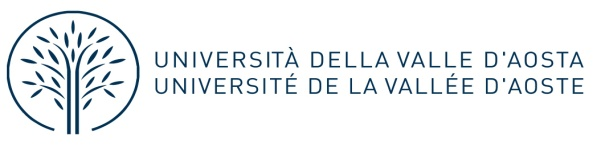 UNIVERSITÀ DELLA VALLE D'AOSTA
UNIVERSITÉ DE LA VALLÉE D'AOSTE